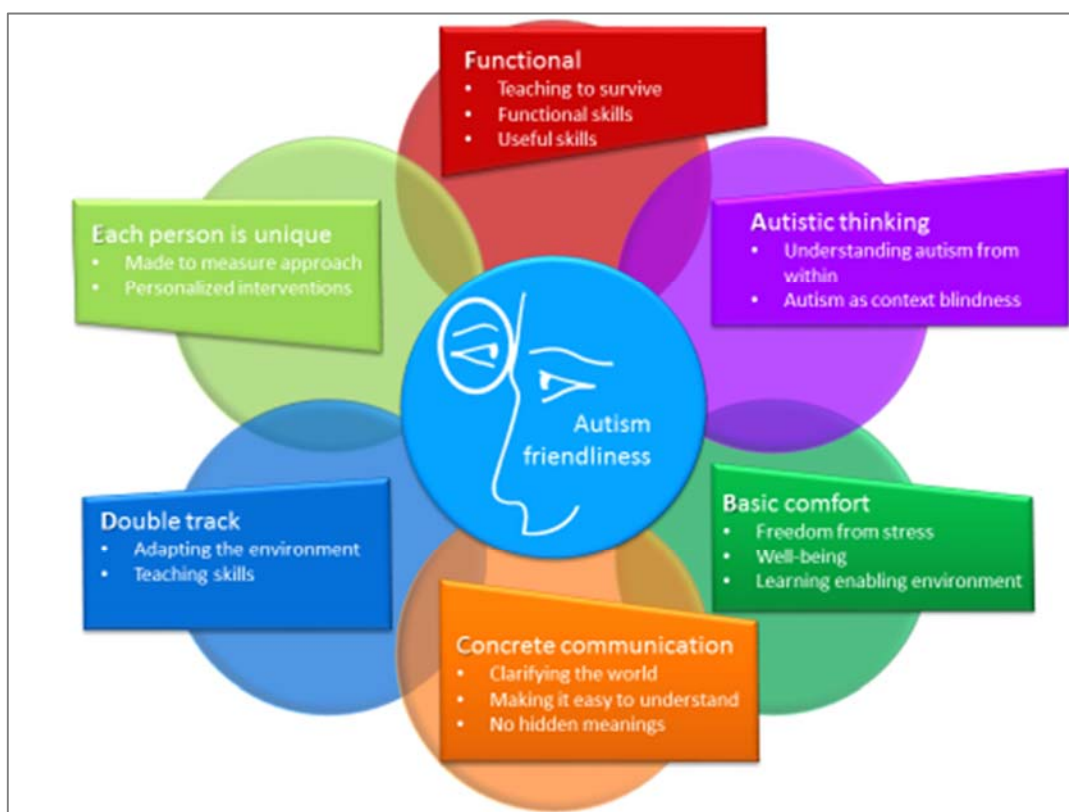 Functional
• Teaching to survive
• Functional skills
• Useful skills
Autistic thinking
• Understanding autism from
within
• Autism as context blindness
Basic comfort
• Freedom from stress
• Well-being
• Learning enabling environment
Concrete communication
• Clarifying the world
• Making it easy to understand
• No hidden meanings
Double track
• Adapting the environment
• Teaching skills
Each person is unique
• Made to measure approach
• Personalized interventions
Autism
friendliness